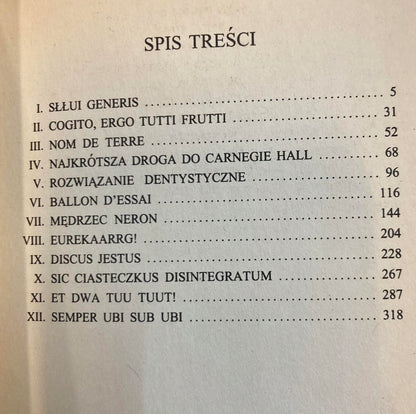 SPIS TREŚCI
I. SŁŁUI GENERIS 5
II. COGITO, ERGO TUTTI FRUTTI 31
III. NOM DE TERRE 52
IV. NAJKRÓTSZA DROGA DO CARNEGIE HALL 68
V. ROZWIĄZANIE DENTYSTYCZNE 96
VI. BALLON D'ESSAI 116
VII. MĘDRZEC NERON 144
VIII. EUREKAARRG! 204
IX. DISCUS JESTUS 228
X. SIC CIASTECZKUS DISINTEGRATUM 267
XI. ET DWA TUU TUUT! 287
XII. SEMPER UBI SUB UBI 318